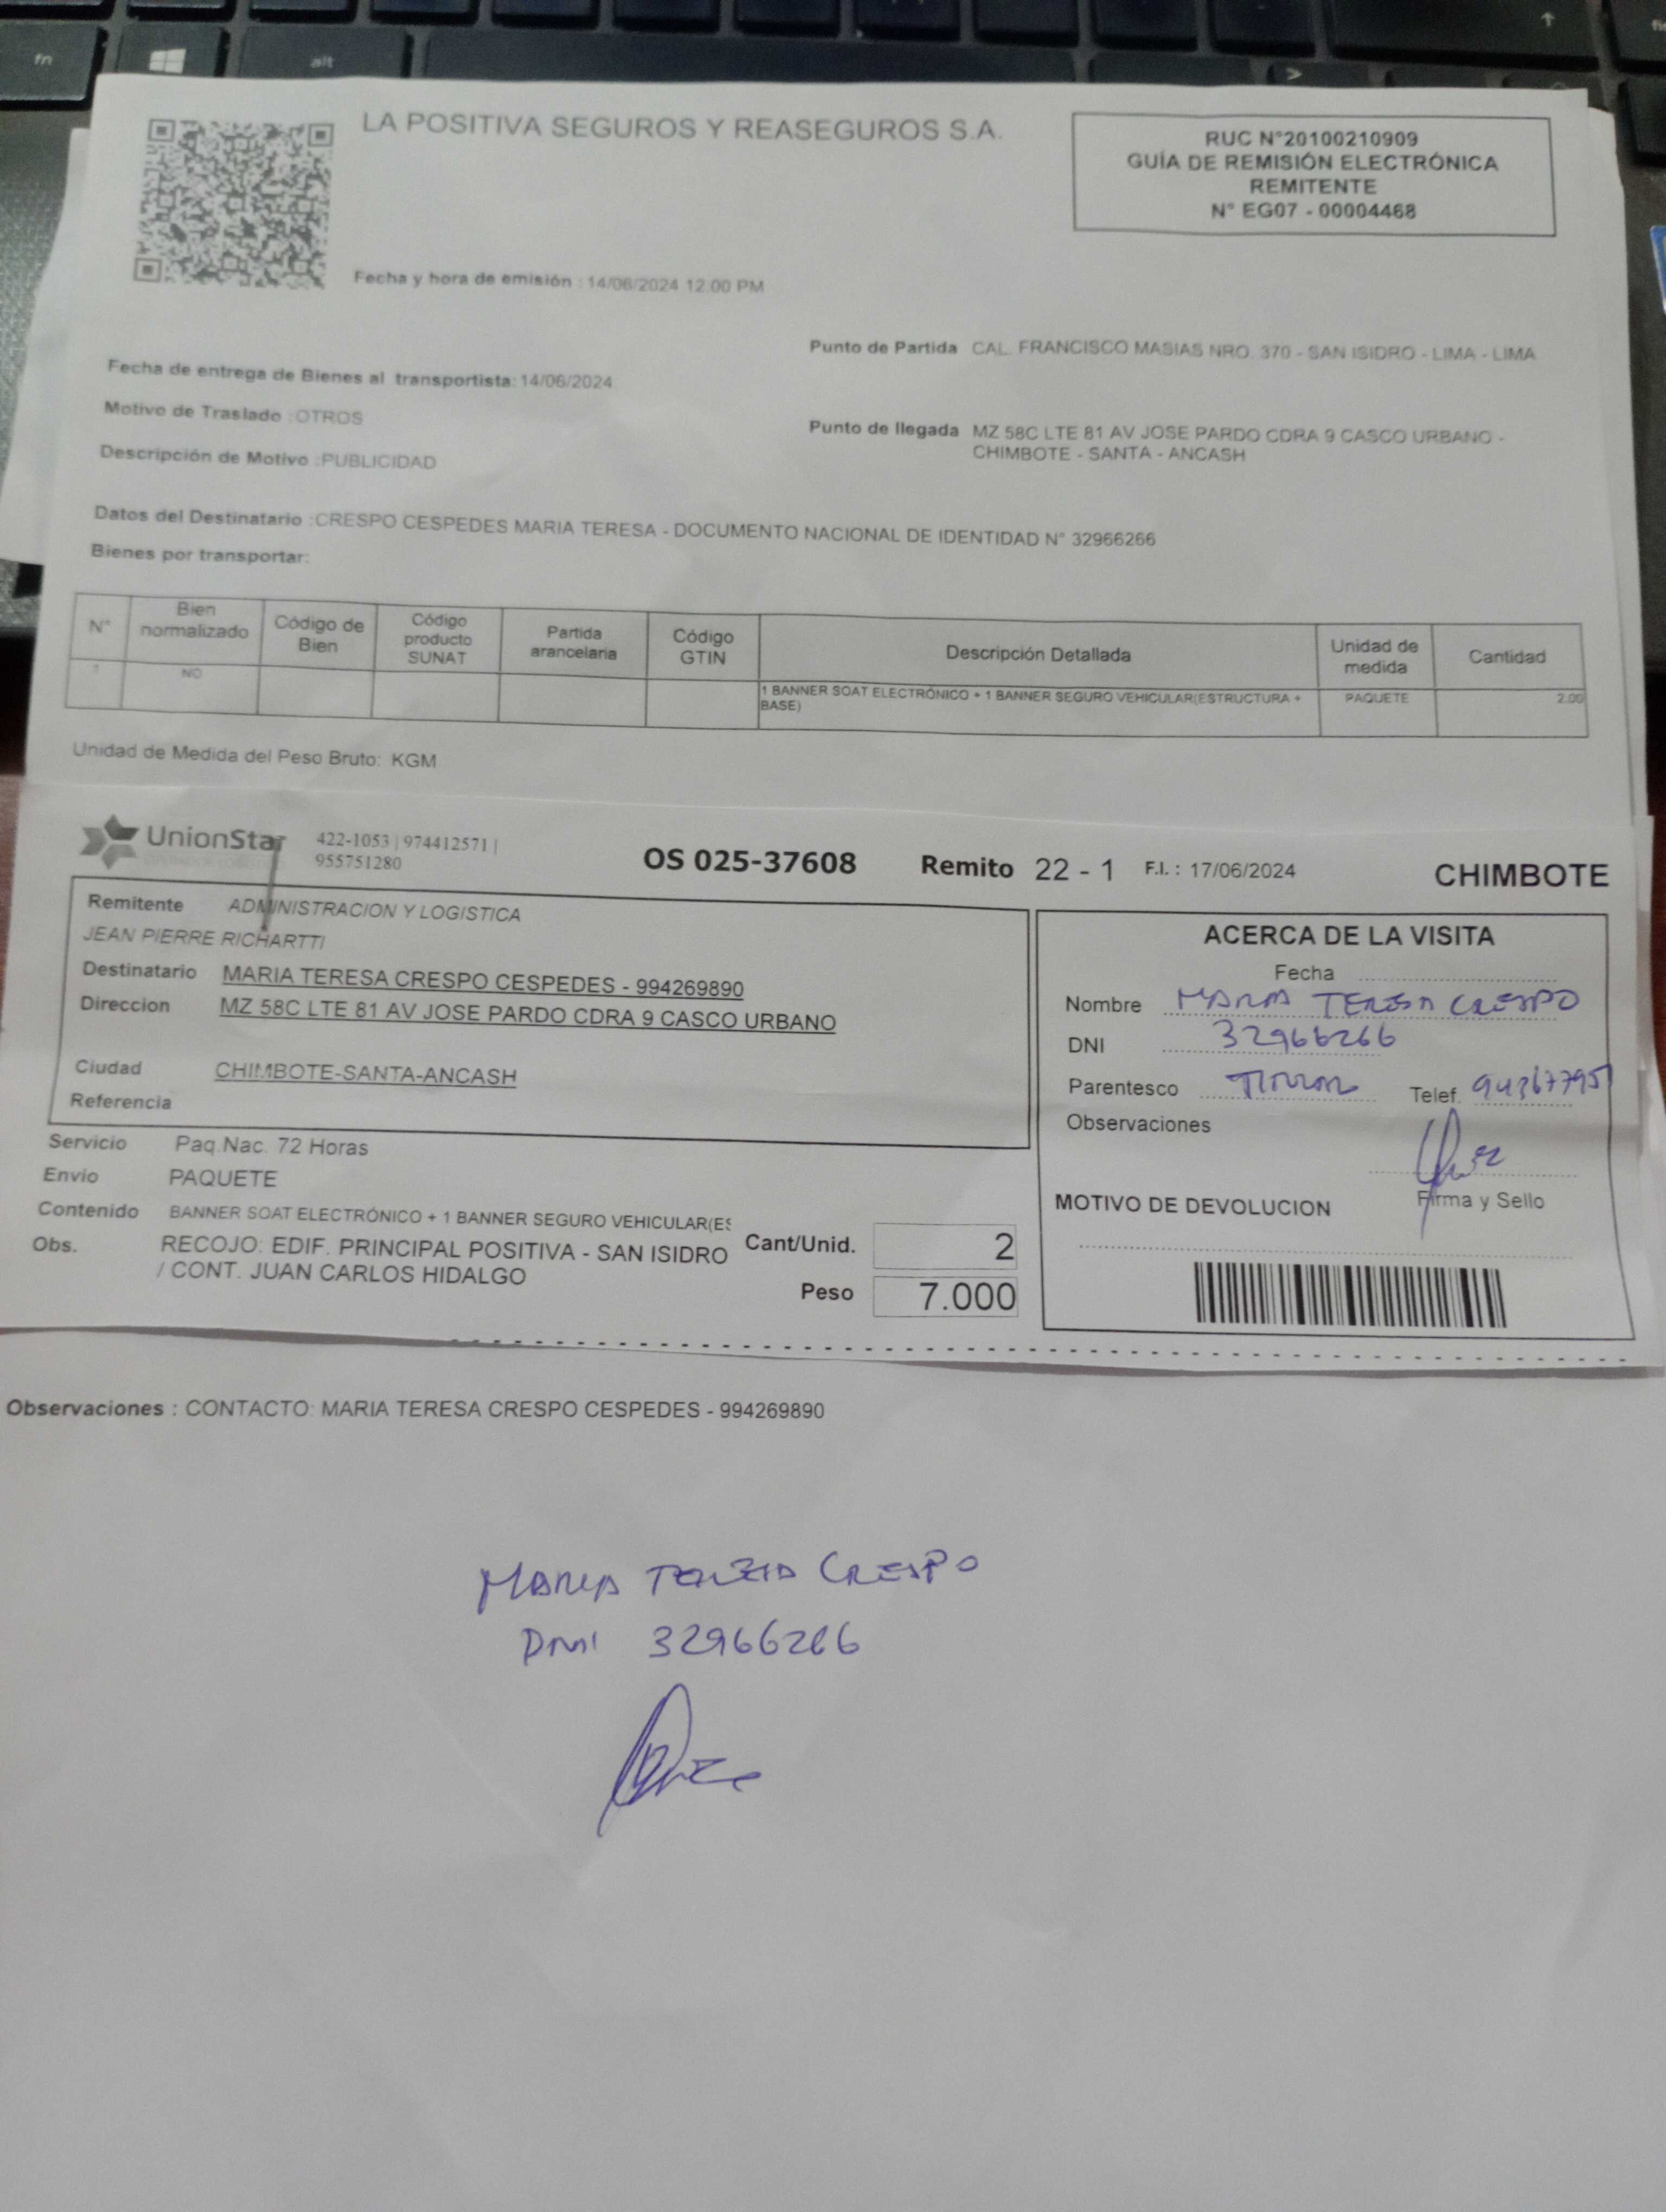 fn
alt
LA POSITIVA SEGUROS Y REASEGUROS S.A.
RUC N°20100210909
GUÍA DE REMISIÓN ELECTRÓNICA
REMITENTE
N° EG07 - 00004468
Fecha y hora de emisión : 14/06/2024 12:00 PM
Punto de Partida CAL. FRANCISCO MASIAS NRO. 370 - SAN ISIDRO - LIMA - LIMA
Fecha de entrega de Bienes al transportista: 14/06/2024
Motivo de Traslado :OTROS
Punto de llegada MZ 58C LTE 81 AV JOSE PARDO CDRA 9 CASCO URBANO -
CHIMBOTE - SANTA - ANCASH
Descripción de Motivo :PUBLICIDAD
Datos del Destinatario :CRESPO CESPEDES MARIA TERESA - DOCUMENTO NACIONAL DE IDENTIDAD N° 32966266
Bienes por transportar:
N° Bien normalizado Código de Bien Código producto SUNAT Partida arancelaria Código GTIN Descripción Detallada Unidad de medida Cantidad
NO 1 BANNER SOAT ELECTRÓNICO + 1 BANNER SEGURO VEHICULAR(ESTRUCTURA + BASE) PAQUETE 2.00
Unidad de Medida del Peso Bruto: KGM
UnionStar 422-1053 | 974412571 |
955751280
OS 025-37608 Remito 22 - 1 F.I. : 17/06/2024 CHIMBOTE
Remitente ADMINISTRACION Y LOGISTICA
JEAN PIERRE RICHARTTI
Destinatario MARIA TERESA CRESPO CESPEDES - 994269890
Direccion MZ 58C LTE 81 AV JOSE PARDO CDRA 9 CASCO URBANO
Ciudad CHIMBOTE-SANTA-ANCASH
Referencia
Servicio Paq.Nac. 72 Horas
Envio PAQUETE
Contenido BANNER SOAT ELECTRÓNICO + 1 BANNER SEGURO VEHICULAR(ES
Obs. RECOJO: EDIF. PRINCIPAL POSITIVA - SAN ISIDRO
/ CONT. JUAN CARLOS HIDALGO
Cant/Unid. 2
Peso 7.000
ACERCA DE LA VISITA
Fecha
Nombre MARIA TERESA CRESPO
DNI 32966266
Parentesco TITULAR Telef. 943677951
Observaciones
Firma y Sello
MOTIVO DE DEVOLUCION
Observaciones : CONTACTO: MARIA TERESA CRESPO CESPEDES - 994269890
MARIA TERESA CRESPO
DNI 32966266